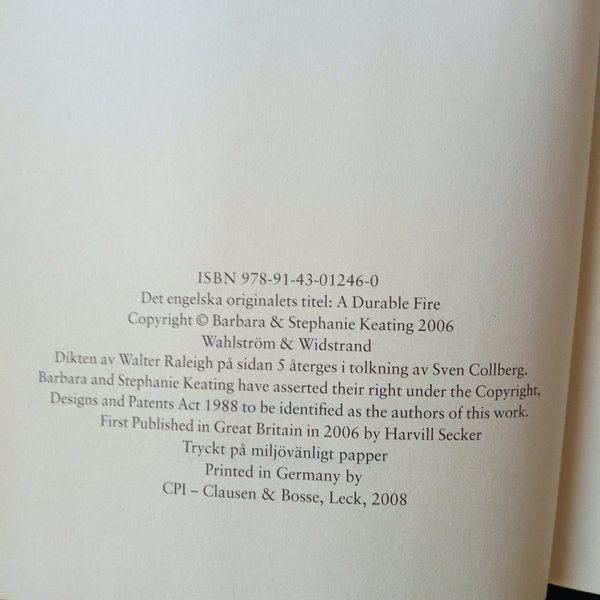 ISBN 978-91-43-01246-0
Det engelska originalets titel: A Durable Fire
Copyright © Barbara & Stephanie Keating 2006
Wahlström & Widstrand
Dikten av Walter Raleigh på sidan 5 återges i tolkning av Sven Collberg.
Barbara and Stephanie Keating have asserted their right under the Copyright,
Designs and Patents Act 1988 to be identified as the authors of this work.
First Published in Great Britain in 2006 by Harvill Secker
Tryckt på miljövänligt papper
Printed in Germany by
CPI – Clausen & Bosse, Leck, 2008